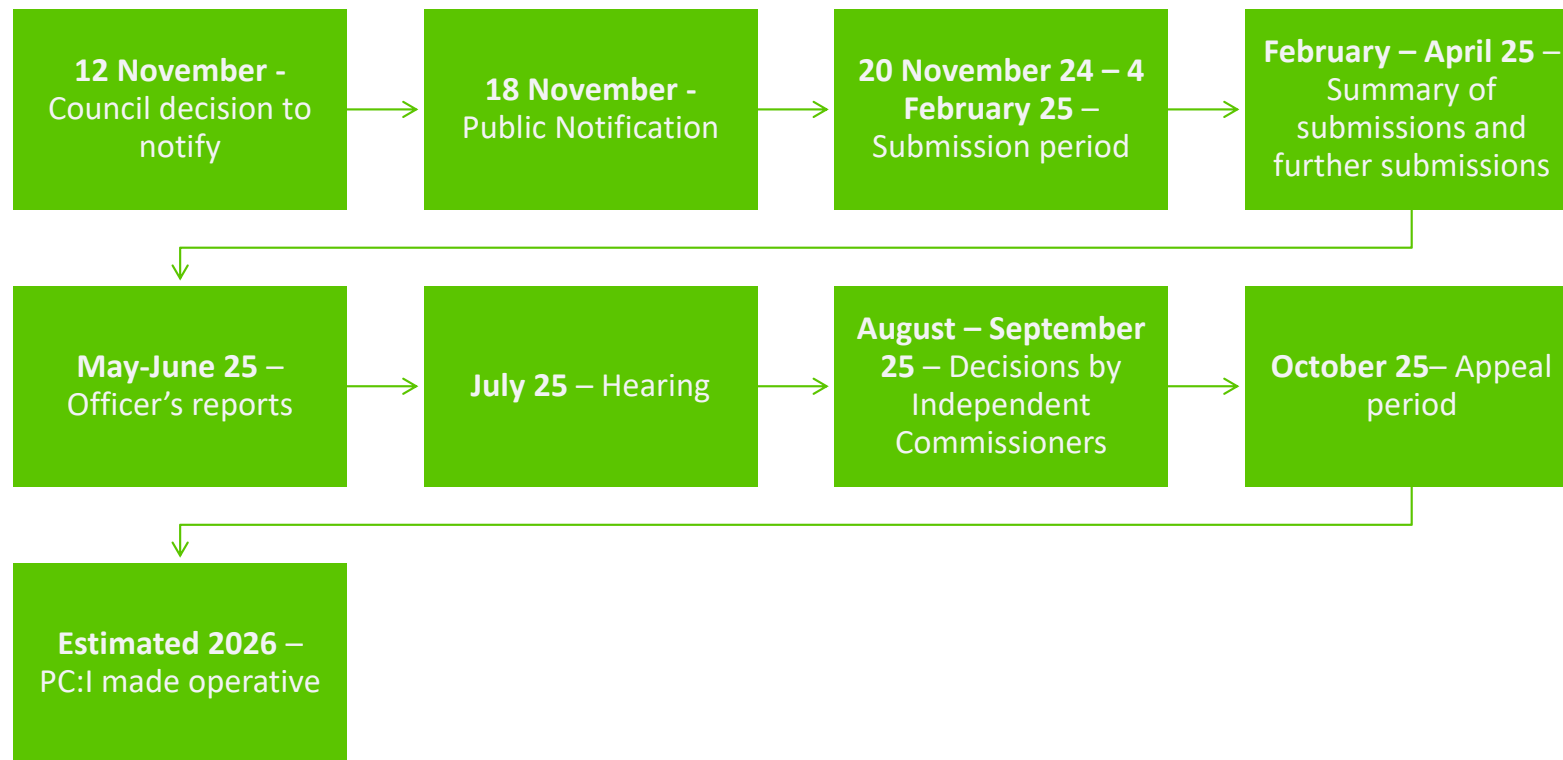 12 November -
Council decision to
notify
18 November -
Public Notification
20 November 24 – 4
February 25 –
Submission period
February – April 25 –
Summary of
submissions and
further submissions
May-June 25 –
Officer’s reports
July 25 – Hearing
August – September
25 – Decisions by
Independent
Commissioners
October 25– Appeal
period
Estimated 2026 –
PC:I made operative